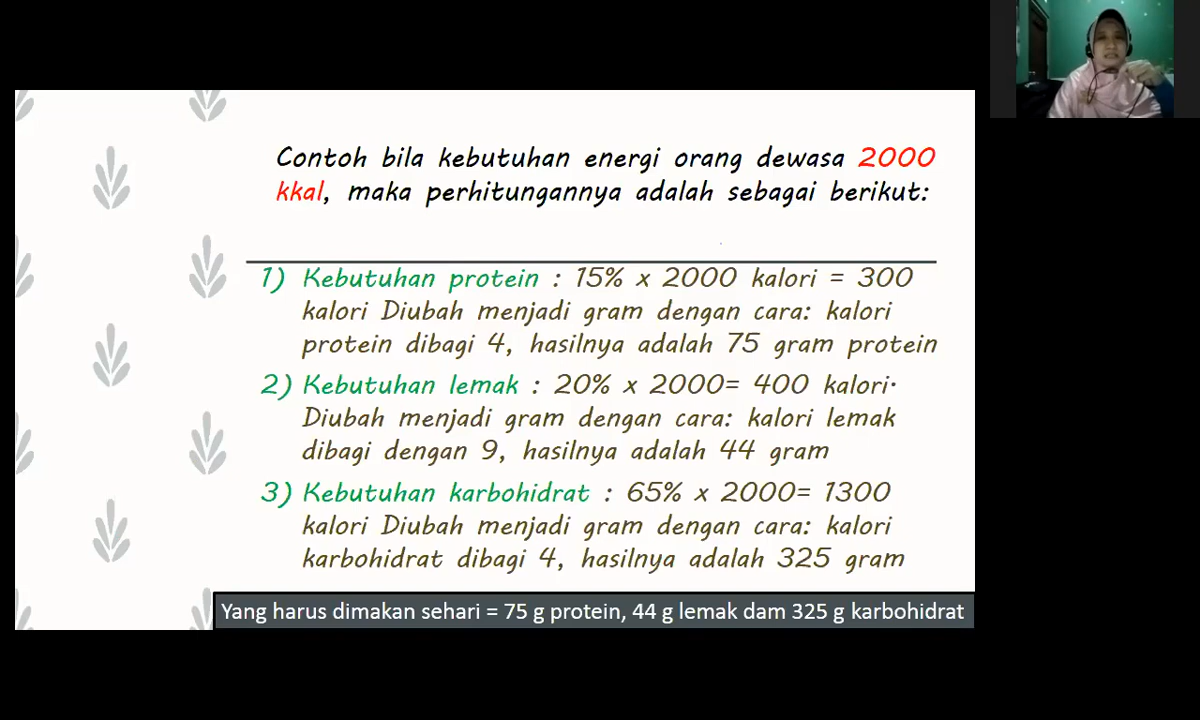 Contoh bila kebutuhan energi orang dewasa 2000
kkal, maka perhitungannya adalah sebagai berikut:
1) Kebutuhan protein : 15% x 2000 kalori = 300
kalori Diubah menjadi gram dengan cara: kalori
protein dibagi 4, hasilnya adalah 75 gram protein
2) Kebutuhan lemak : 20% x 2000= 400 kalori.
Diubah menjadi gram dengan cara: kalori lemak
dibagi dengan 9, hasilnya adalah 44 gram
3) Kebutuhan karbohidrat : 65% x 2000= 1300
kalori Diubah menjadi gram dengan cara: kalori
karbohidrat dibagi 4, hasilnya adalah 325 gram
Yang harus dimakan sehari = 75 g protein, 44 g lemak dam 325 g karbohidrat